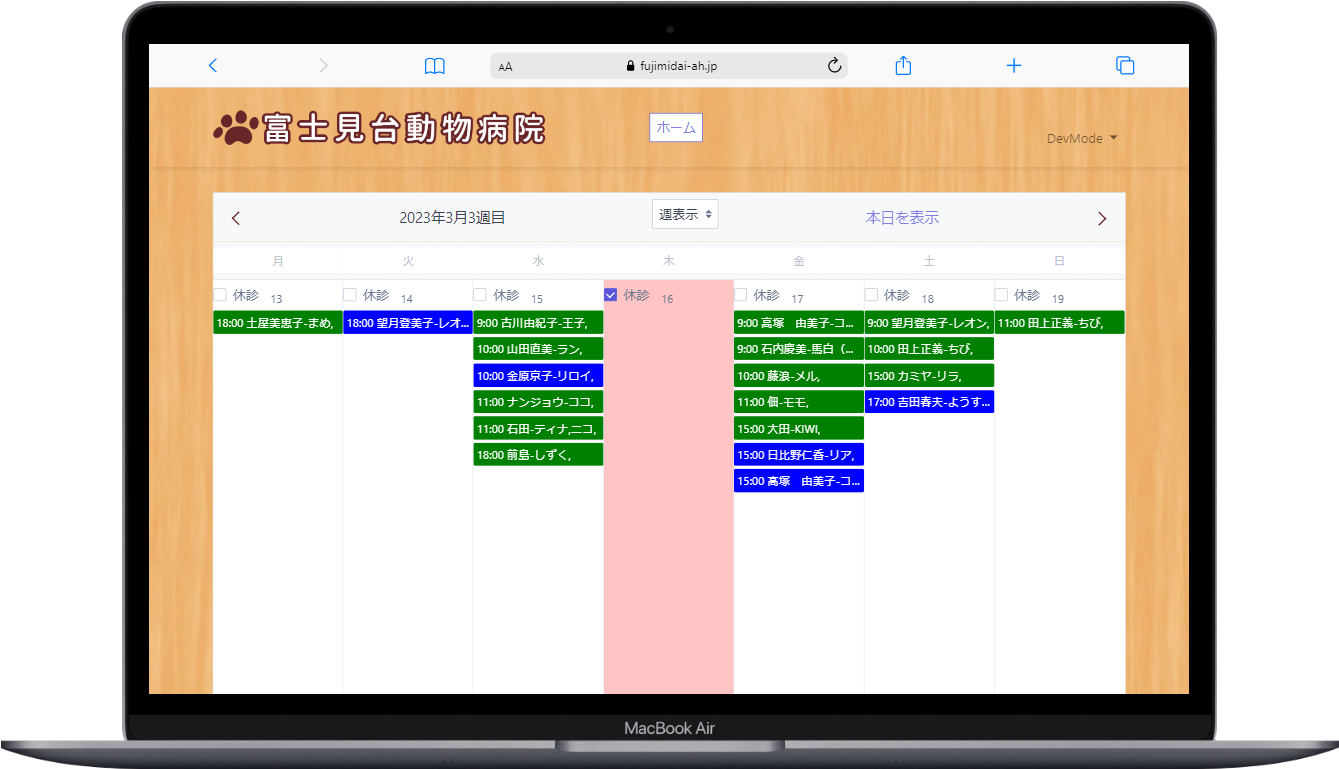 AA fujimidai-ah.jp
富士見台動物病院
ホーム
DevMode
2023年3月3週目
週表示
本日を表示
月 火 水 木 金 土 日
休診 13 休診 14 休診 15 休診 16 休診 17 休診 18 休診 19
18:00 土屋美恵子-まめ, 18:00 望月登美子-レオ... 9:00 古川由紀子-王子, 9:00 高塚　由美子-コ... 9:00 望月登美子-レオン, 11:00 田上正義-ちび,
10:00 山田直美-ラン, 9:00 石内慶美-馬白（... 10:00 田上正義-ちび,
10:00 金原京子-リロイ, 10:00 藤浪-メル, 15:00 カミヤ-リラ,
11:00 ナンジョウ-ココ, 11:00 佃-モモ, 17:00 吉田春夫-ようす...
11:00 石田-ティナ,ニコ, 15:00 大田-KIWI,
18:00 前島-しずく, 15:00 日比野仁香-リア,
15:00 高塚　由美子-コ...
MacBook Air